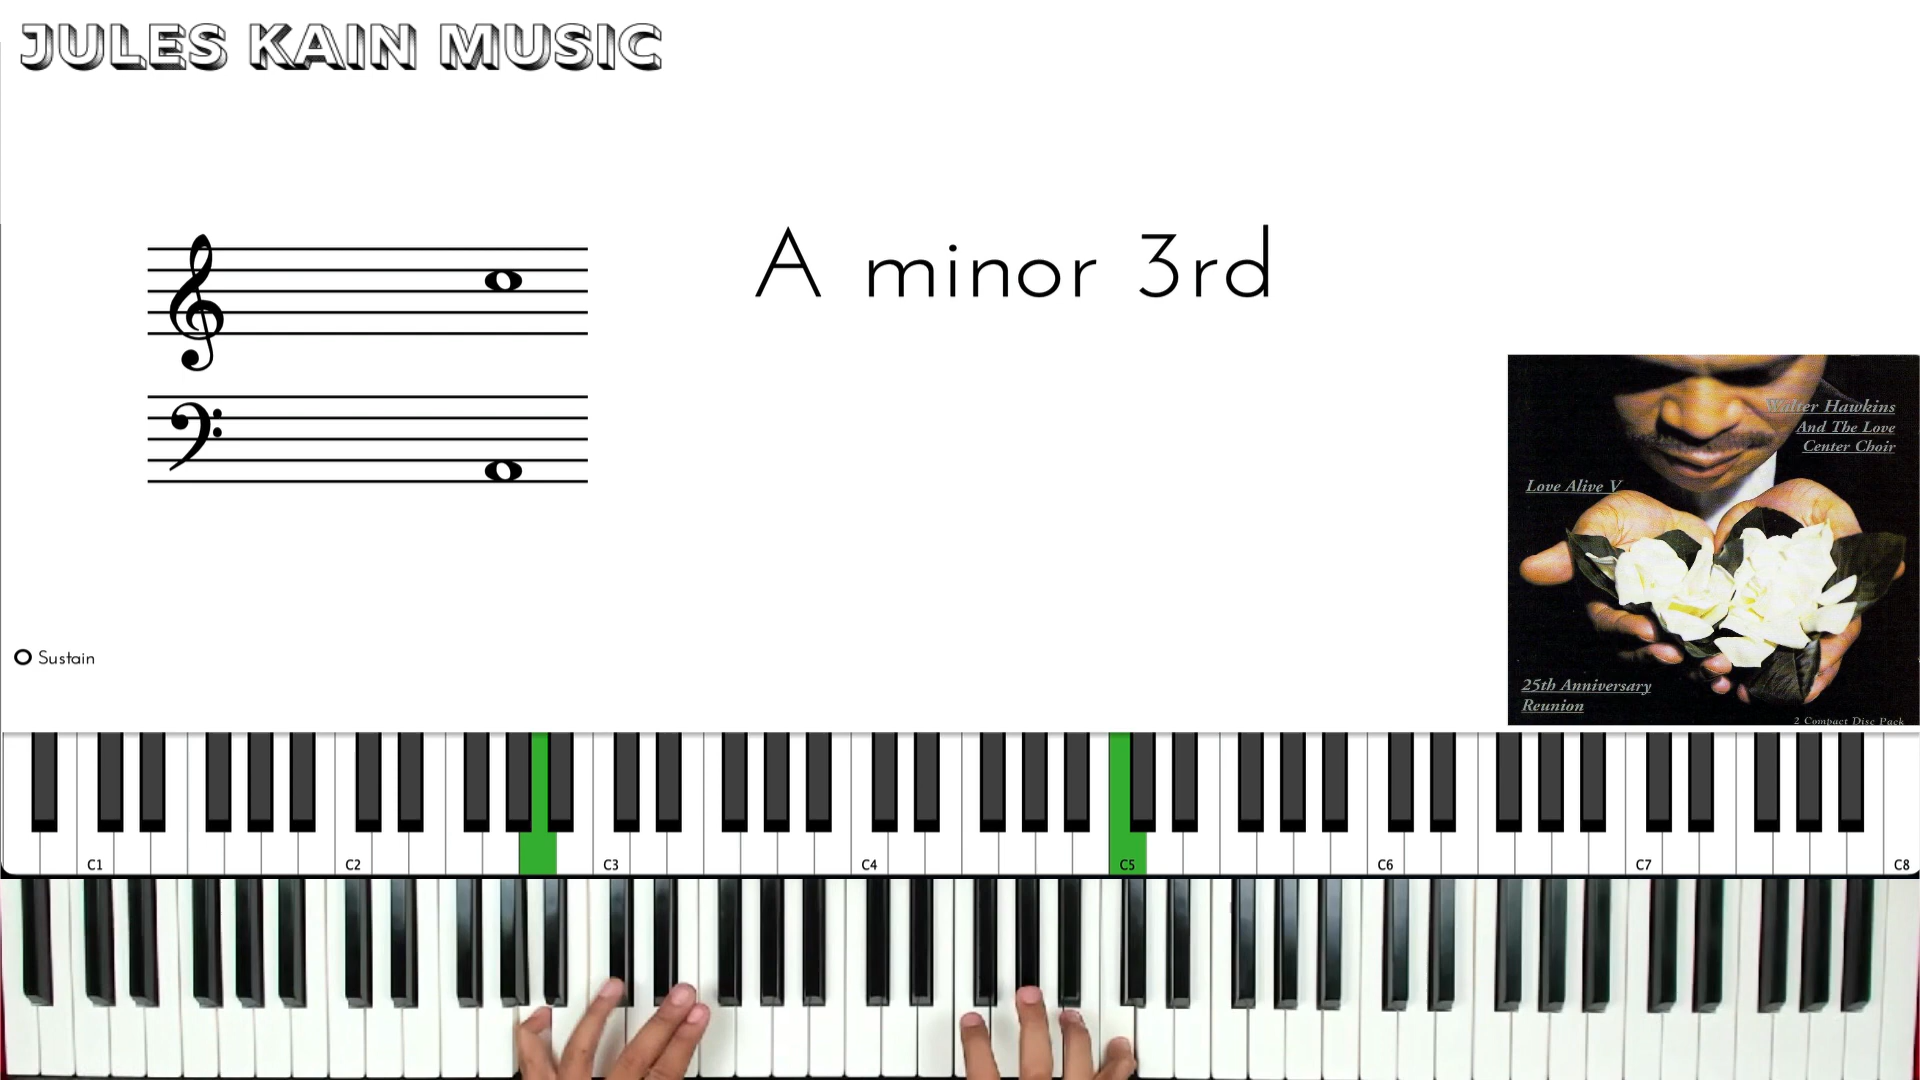 JULES KAIN MUSIC
A minor 3rd
Walter Hawkins
And The Love
Center Choir
Love Alive V
25th Anniversary
Reunion
2 Compact Disc Pack
Sustain
C1 C2 C3 C4 C5 C6 C7 C8